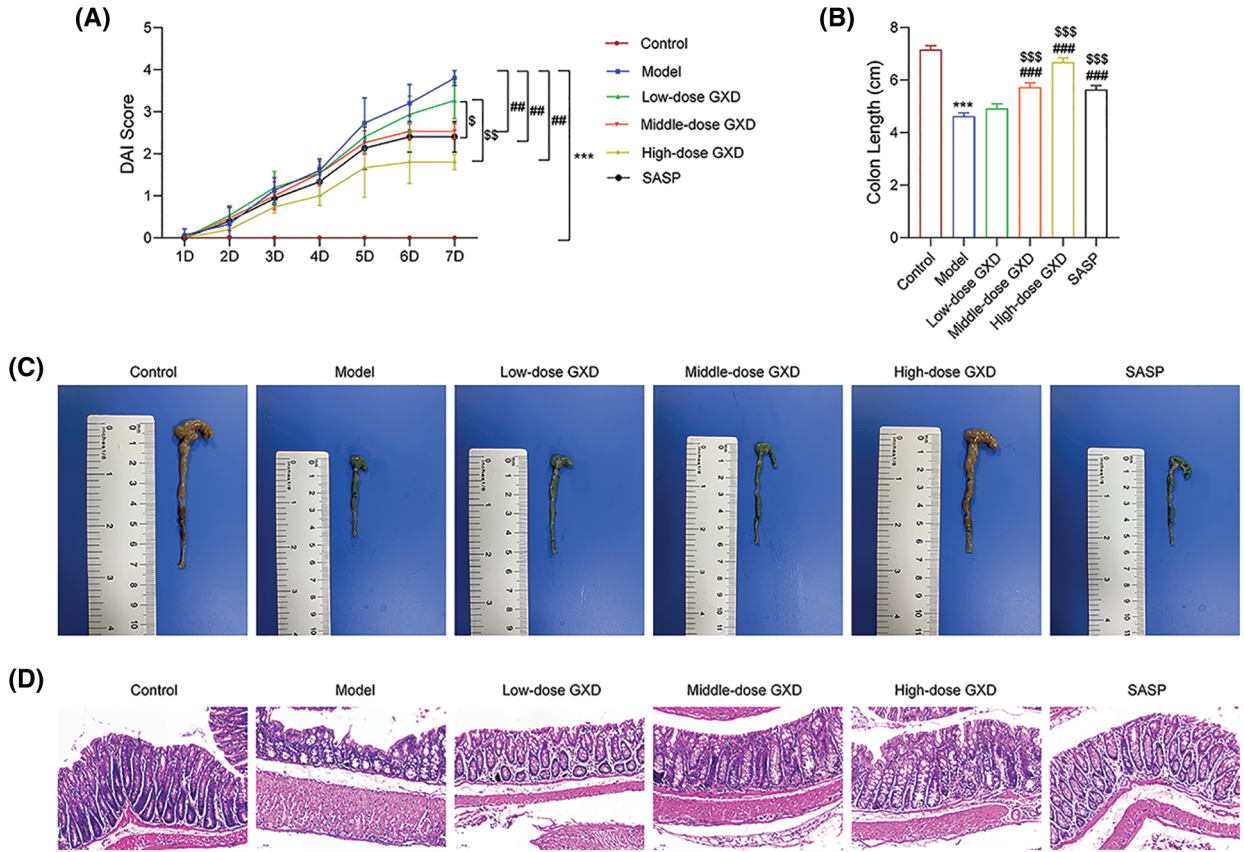 (A)
5
4
3
2
1
0
DAI Score
1D 2D 3D 4D 5D 6D 7D
$
$$
##
##
##
***
Control
Model
Low-dose GXD
Middle-dose GXD
High-dose GXD
SASP
(B)
8
6
4
2
0
Colon Length (cm)
***
$$$
###
$$$
###
$$$
###
Control
Model
Low-dose GXD
Middle-dose GXD
High-dose GXD
SASP
(C)
Control Model Low-dose GXD Middle-dose GXD High-dose GXD SASP
(D)
Control Model Low-dose GXD Middle-dose GXD High-dose GXD SASP